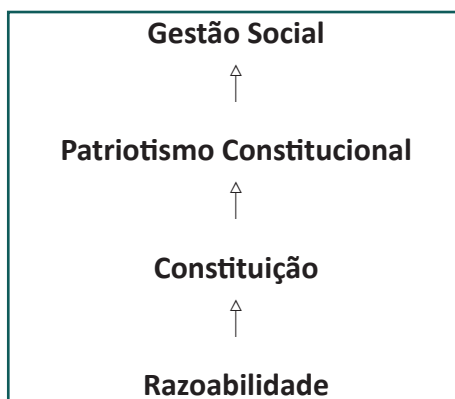 Gestão Social
Patriotismo Constitucional
Constituição
Razoabilidade